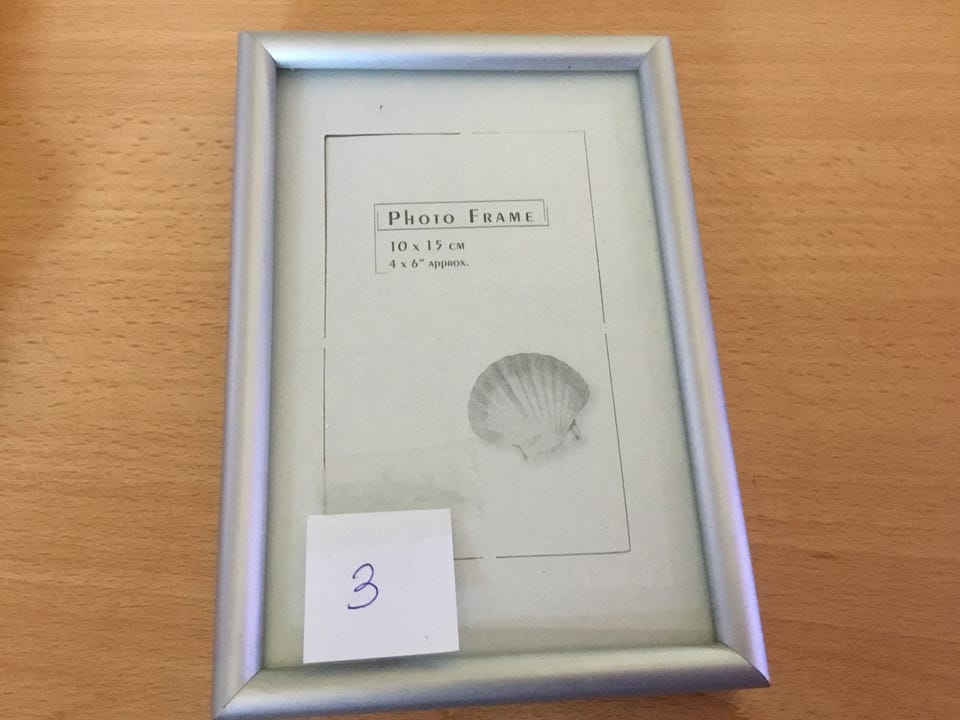 Photo Frame
10 x 15 cm
4 x 6" approx.
3